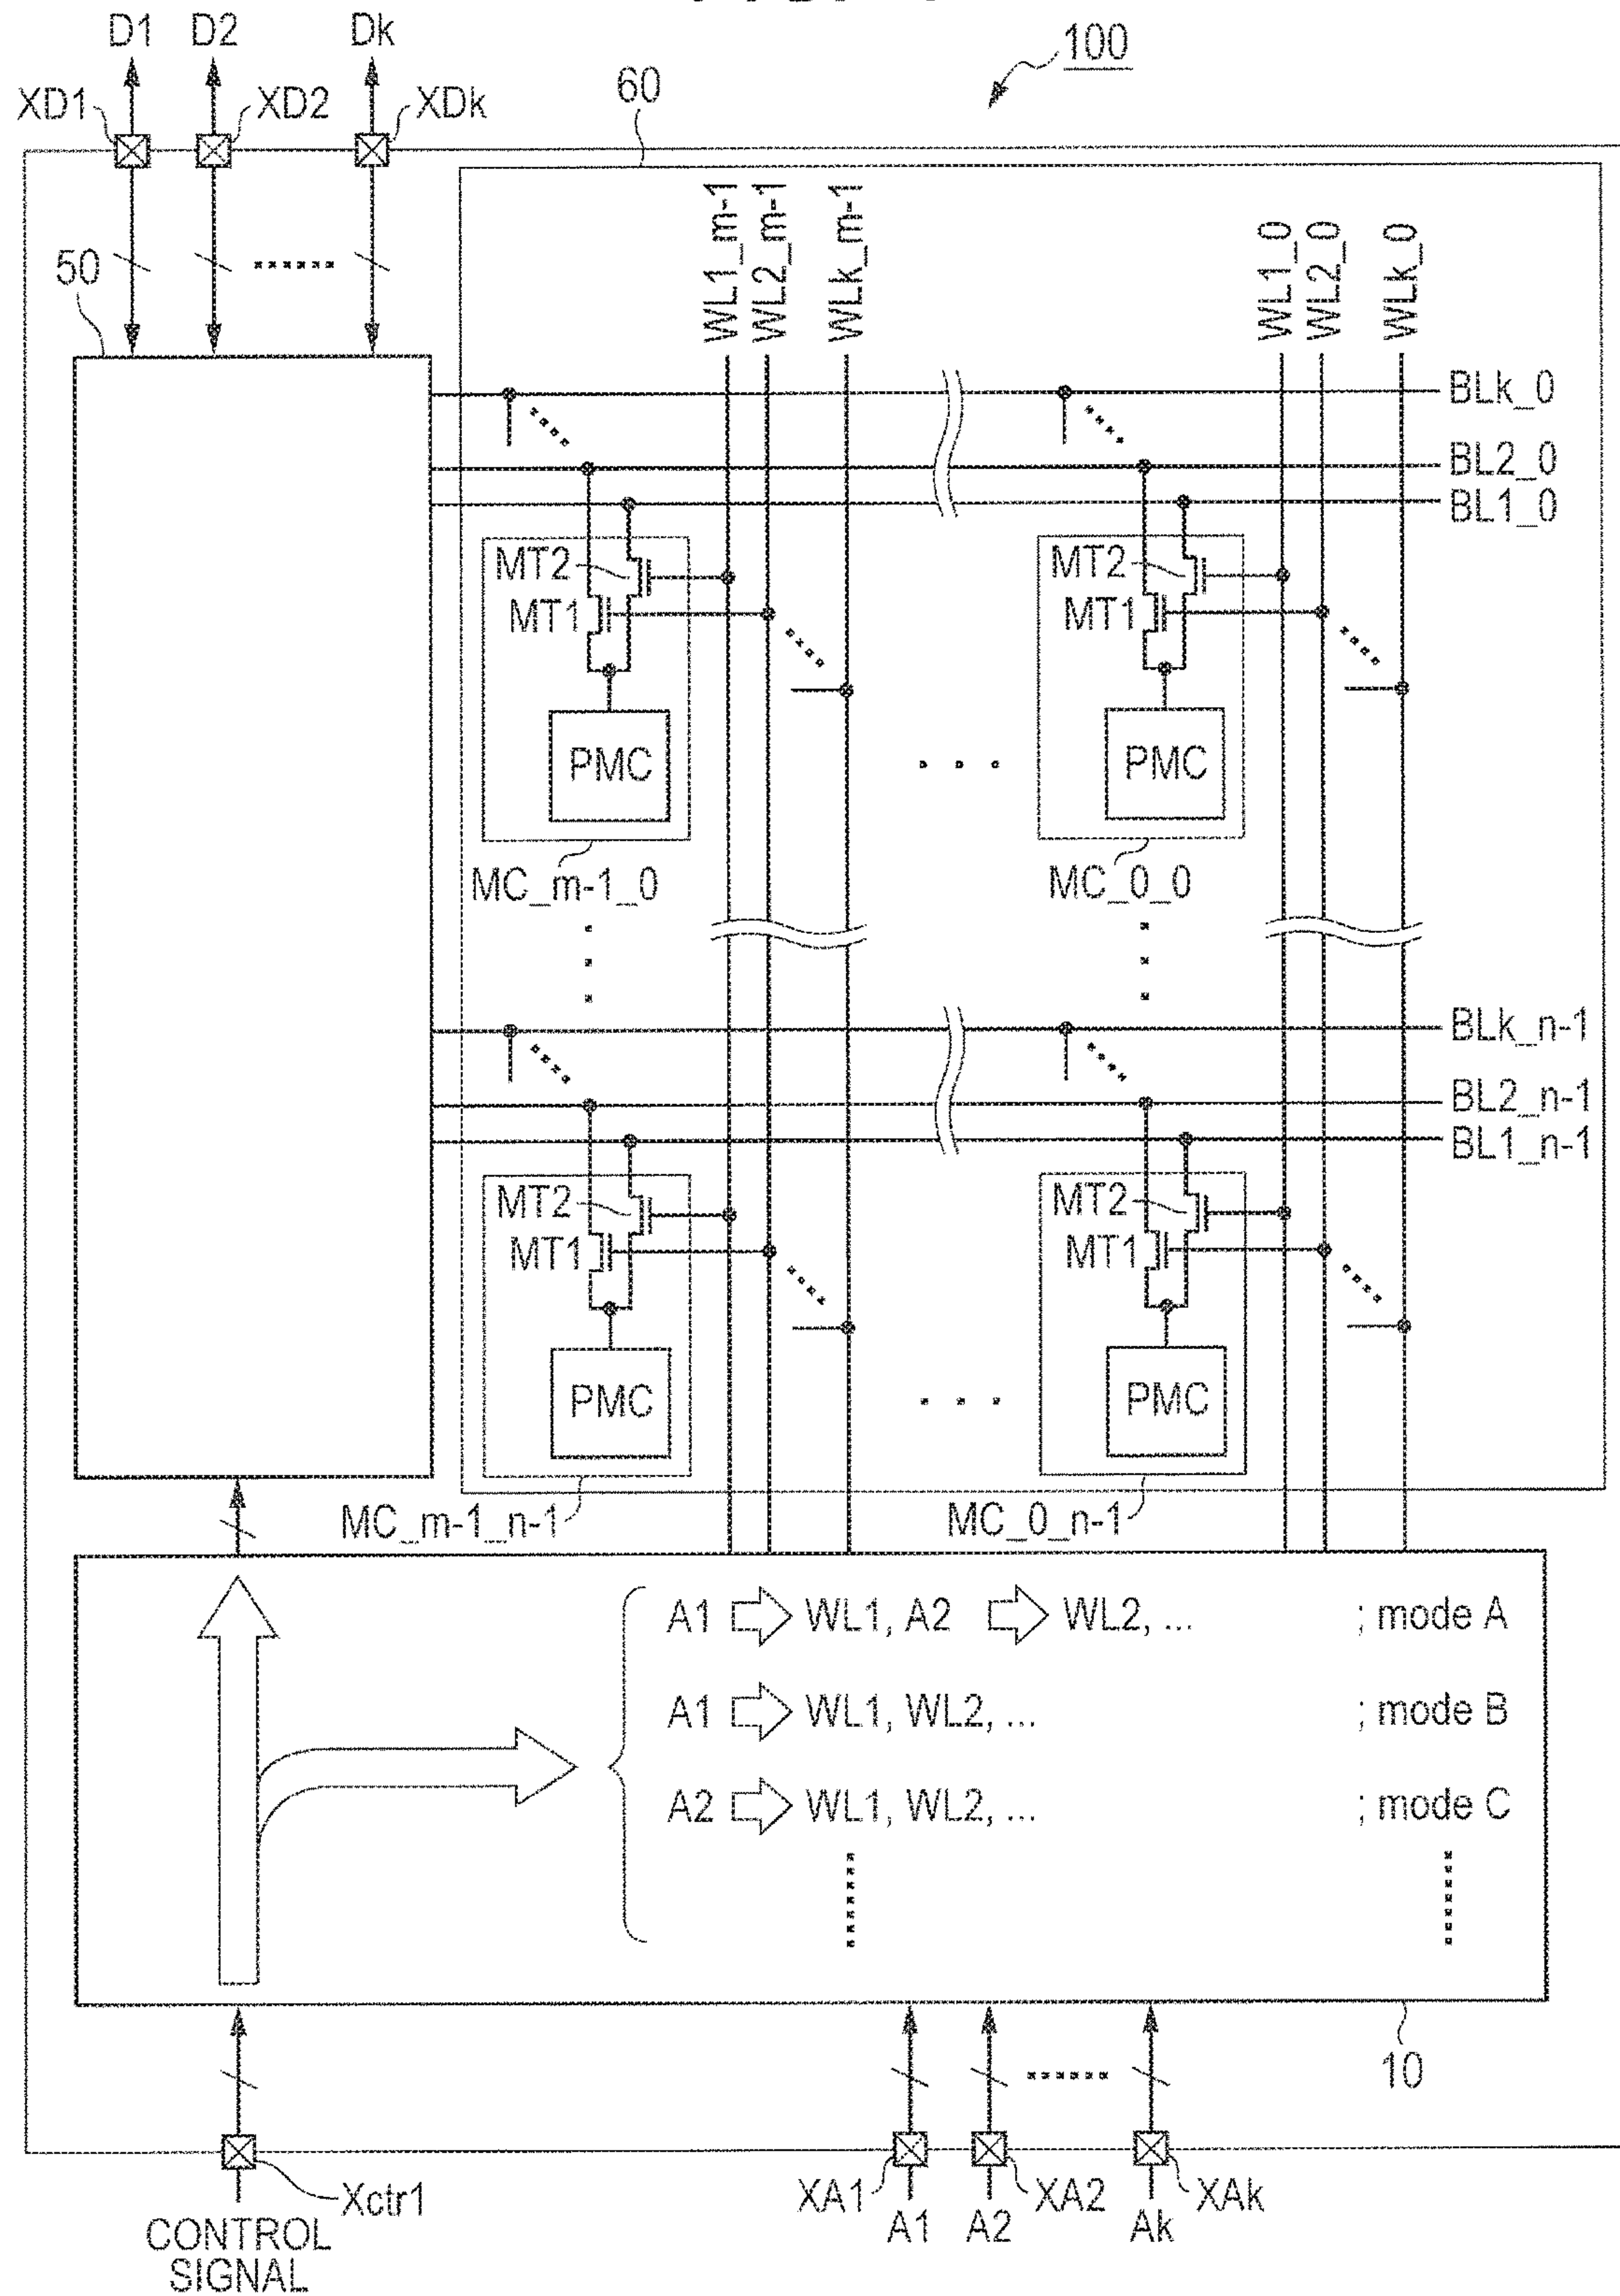 D1 D2 Dk
100
XD1 XD2 XDk
60
50
WL1_m-1
WL2_m-1
WLk_m-1
WL1_0
WL2_0
WLk_0
BLk_0
BL2_0
BL1_0
MT2
MT1
PMC
MC_m-1_0
MT2
MT1
PMC
MC_0_0
BLk_n-1
BL2_n-1
BL1_n-1
MT2
MT1
PMC
MC_m-1_n-1
MT2
MT1
PMC
MC_0_n-1
A1 WL1, A2 WL2, ... ; mode A
A1 WL1, WL2, ... ; mode B
A2 WL1, WL2, ... ; mode C
10
Xctr1
CONTROL
SIGNAL
XA1 XA2 XAk
A1 A2 Ak